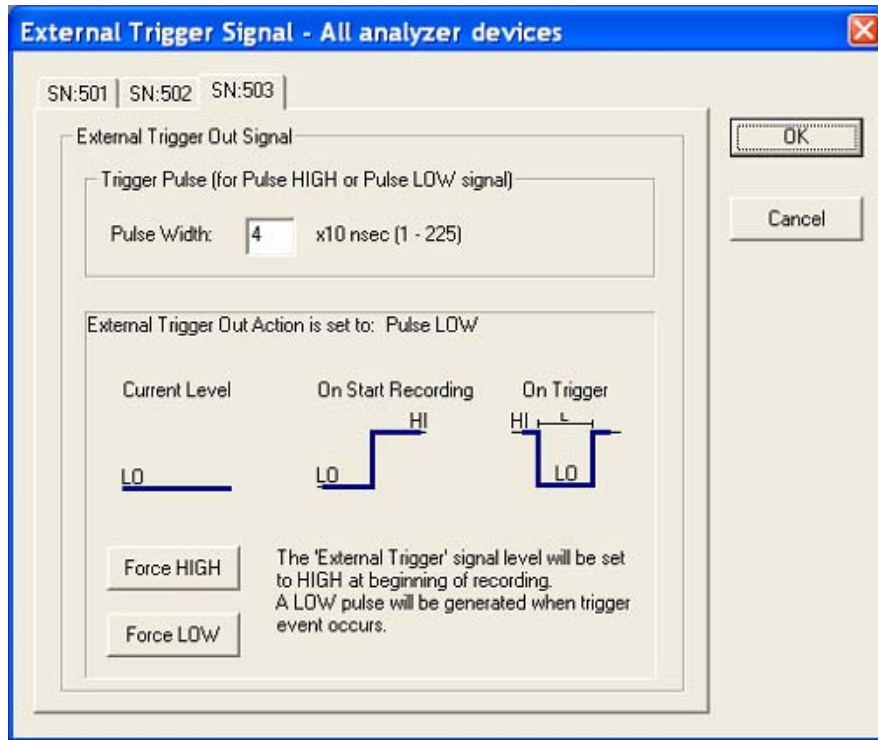 External Trigger Signal - All analyzer devices
SN:501 SN:502 SN:503
External Trigger Out Signal
Trigger Pulse (for Pulse HIGH or Pulse LOW signal)
Pulse Width: 4 x10 nsec (1 - 225)
OK
Cancel
External Trigger Out Action is set to: Pulse LOW
Current Level On Start Recording On Trigger
HI HI L
LO LO LO
Force HIGH
Force LOW
The 'External Trigger' signal level will be set
to HIGH at beginning of recording.
A LOW pulse will be generated when trigger
event occurs.